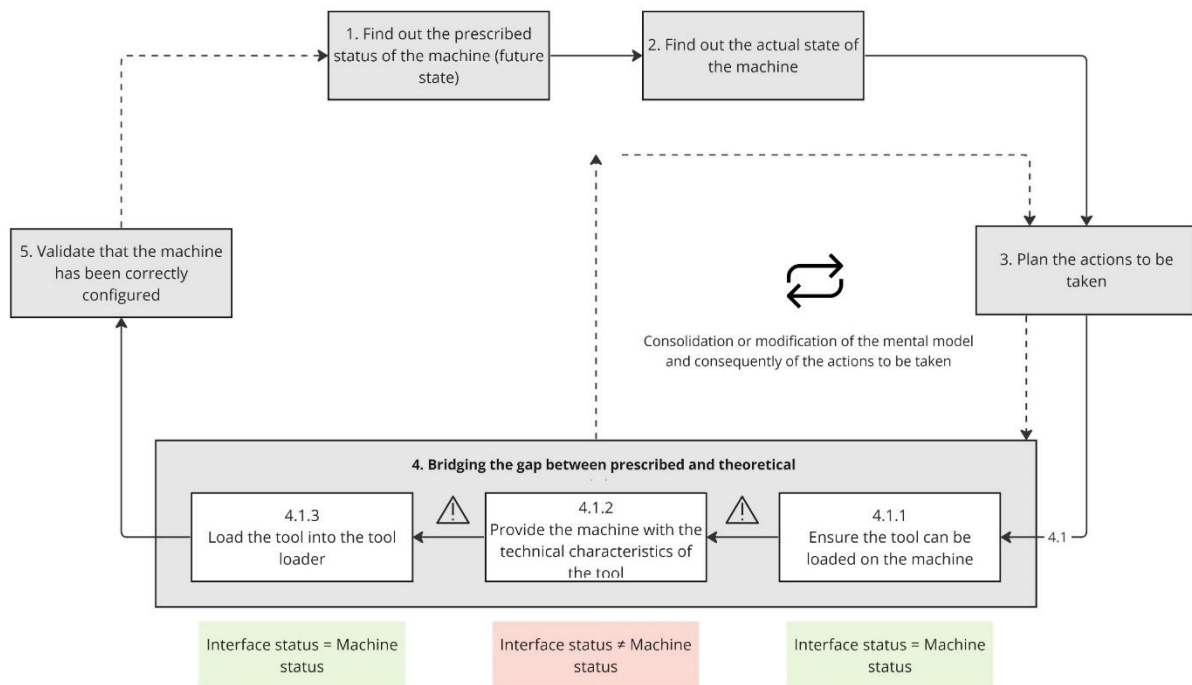 1. Find out the prescribed
status of the machine (future
state)
2. Find out the actual state of
the machine
5. Validate that the machine
has been correctly
configured
3. Plan the actions to be
taken
Consolidation or modification of the mental model
and consequently of the actions to be taken
4. Bridging the gap between prescribed and theoretical
4.1.3
Load the tool into the tool
loader
4.1.2
Provide the machine with the
technical characteristics of
the tool
4.1.1
Ensure the tool can be
loaded on the machine
4.1
Interface status = Machine
status
Interface status ≠ Machine
status
Interface status = Machine
status